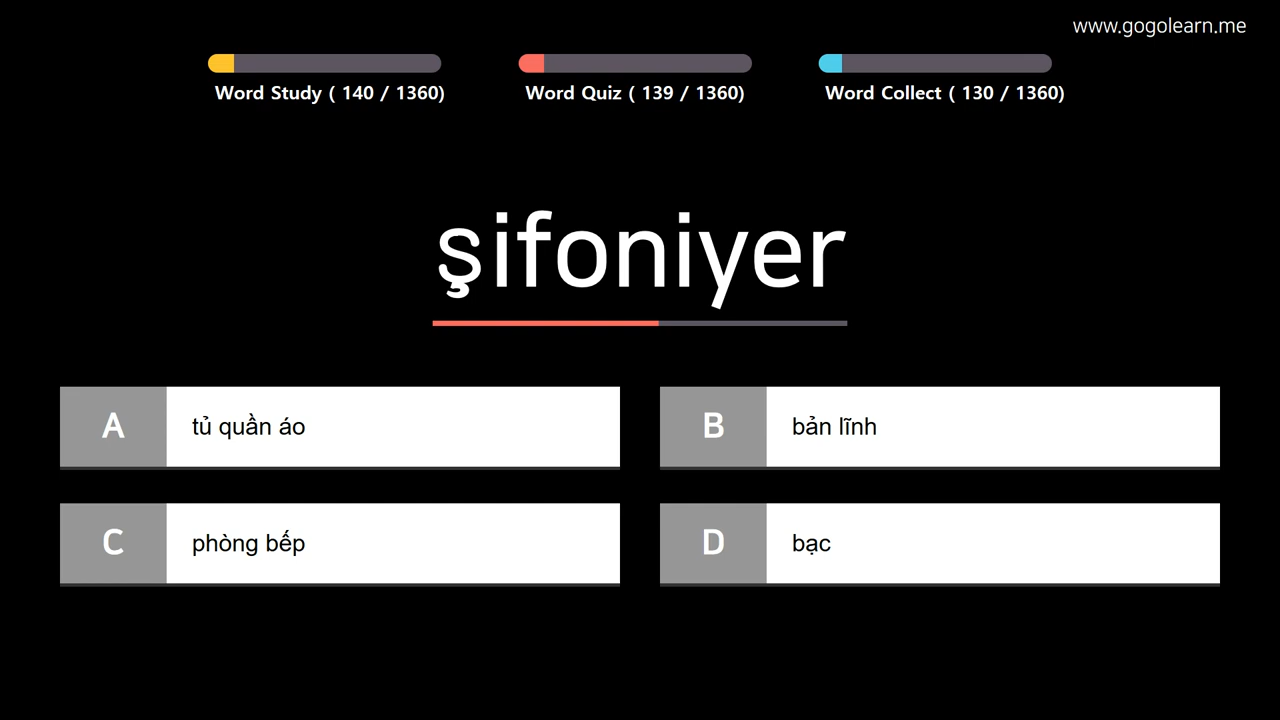 www.gogolearn.me
Word Study ( 140 / 1360)
Word Quiz ( 139 / 1360)
Word Collect ( 130 / 1360)
şifoniyer
A tủ quần áo
B bản lĩnh
C phòng bếp
D bạc